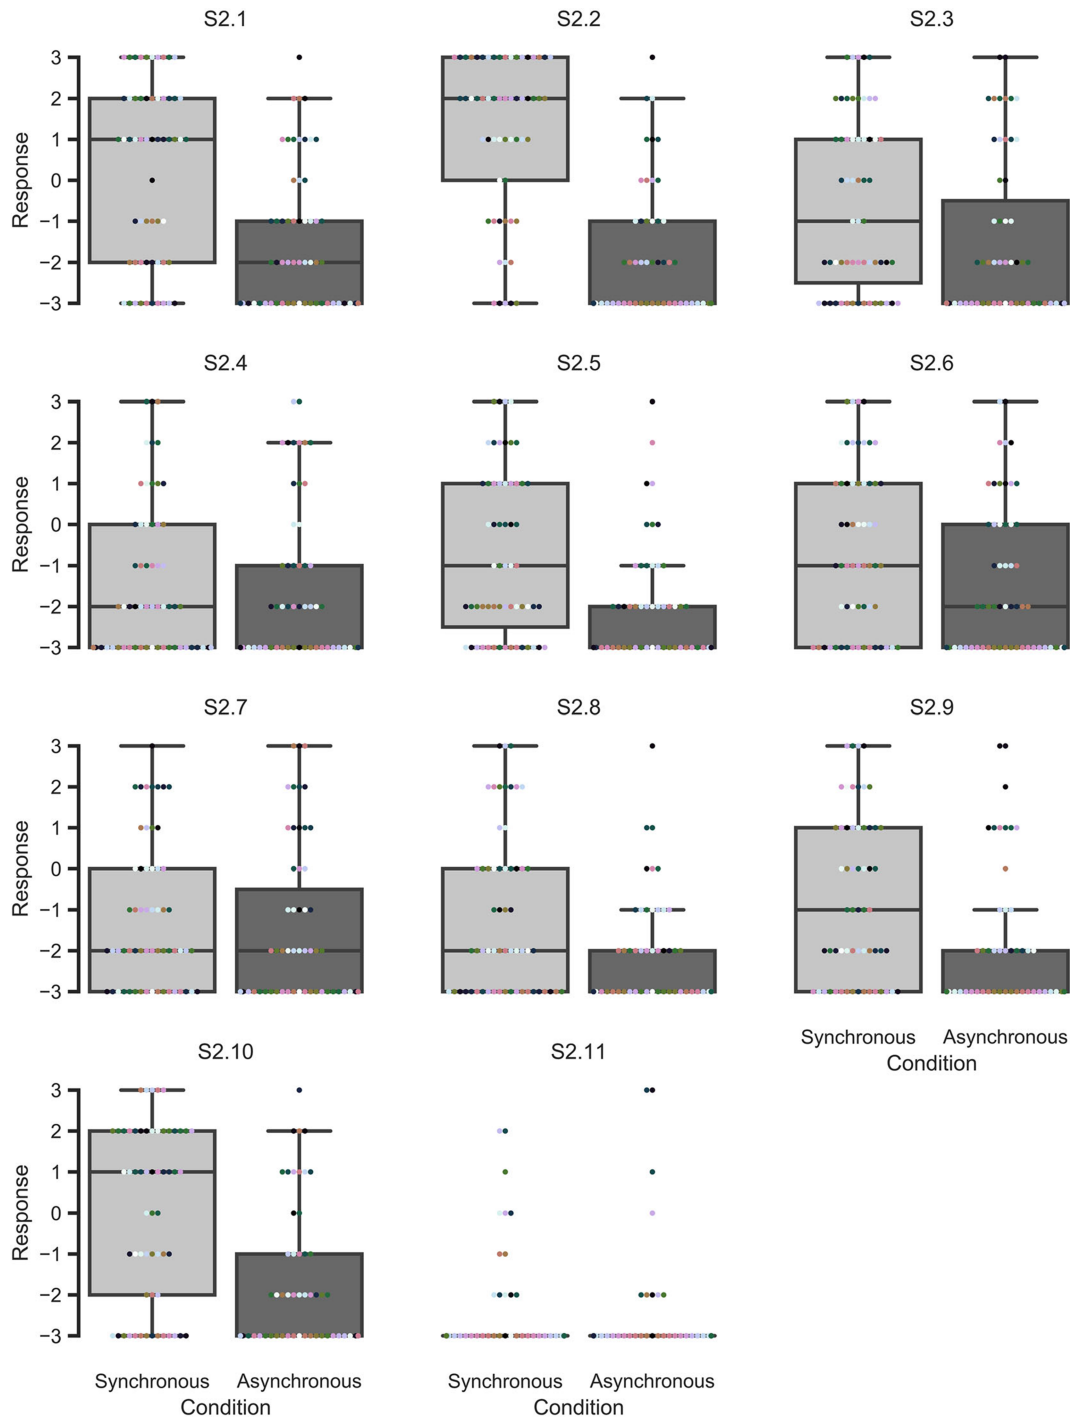 S2.1 S2.2 S2.3
Response
3
2
1
0
−1
−2
−3
S2.4 S2.5 S2.6
Response
3
2
1
0
−1
−2
−3
S2.7 S2.8 S2.9
Response
3
2
1
0
−1
−2
−3
Synchronous Asynchronous
Condition
S2.10 S2.11
Response
3
2
1
0
−1
−2
−3
Synchronous Asynchronous Synchronous Asynchronous
Condition Condition